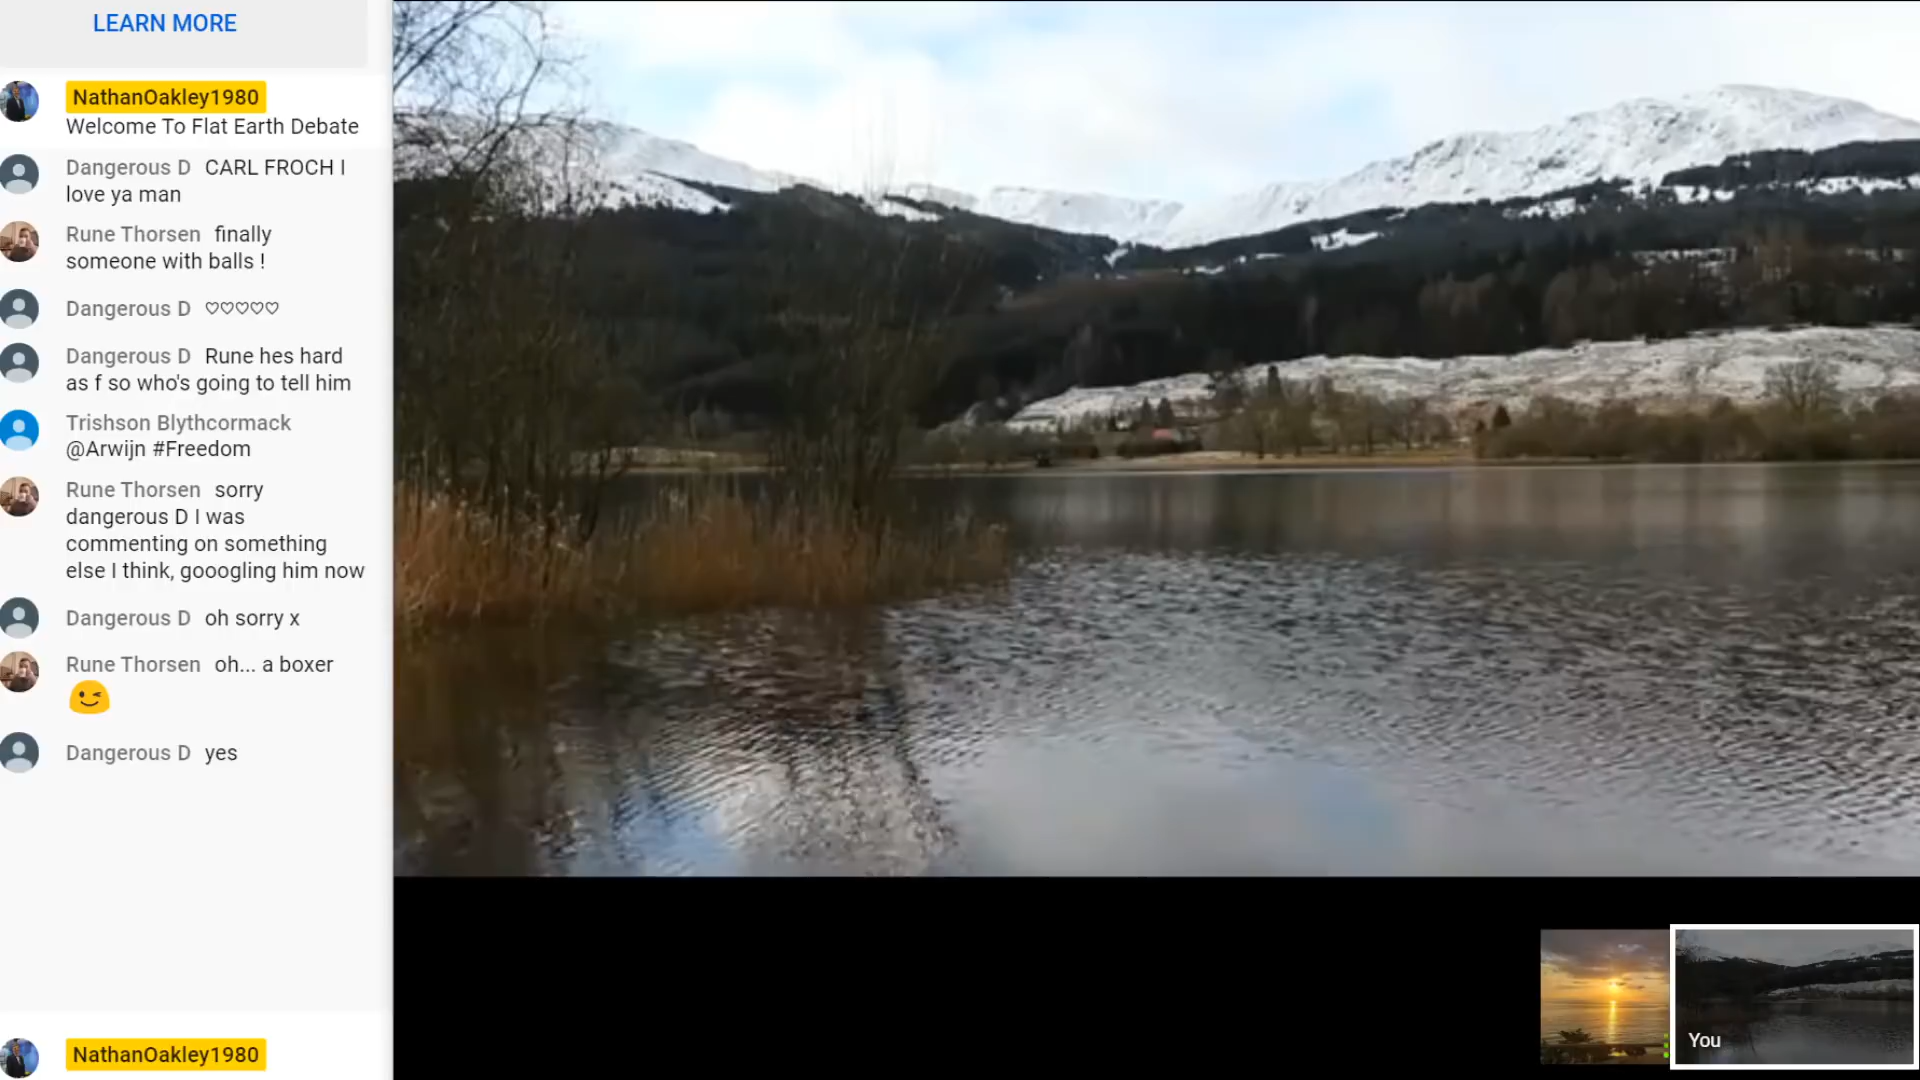 LEARN MORE
NathanOakley1980
Welcome To Flat Earth Debate
Dangerous D CARL FROCH I
love ya man
Rune Thorsen finally
someone with balls !
Dangerous D ♡♡♡♡♡
Dangerous D Rune hes hard
as f so who's going to tell him
Trishson Blythcormack
@Arwijn #Freedom
Rune Thorsen sorry
dangerous D I was
commenting on something
else I think, gooogling him now
Dangerous D oh sorry x
Rune Thorsen oh... a boxer
😉
Dangerous D yes
NathanOakley1980
You